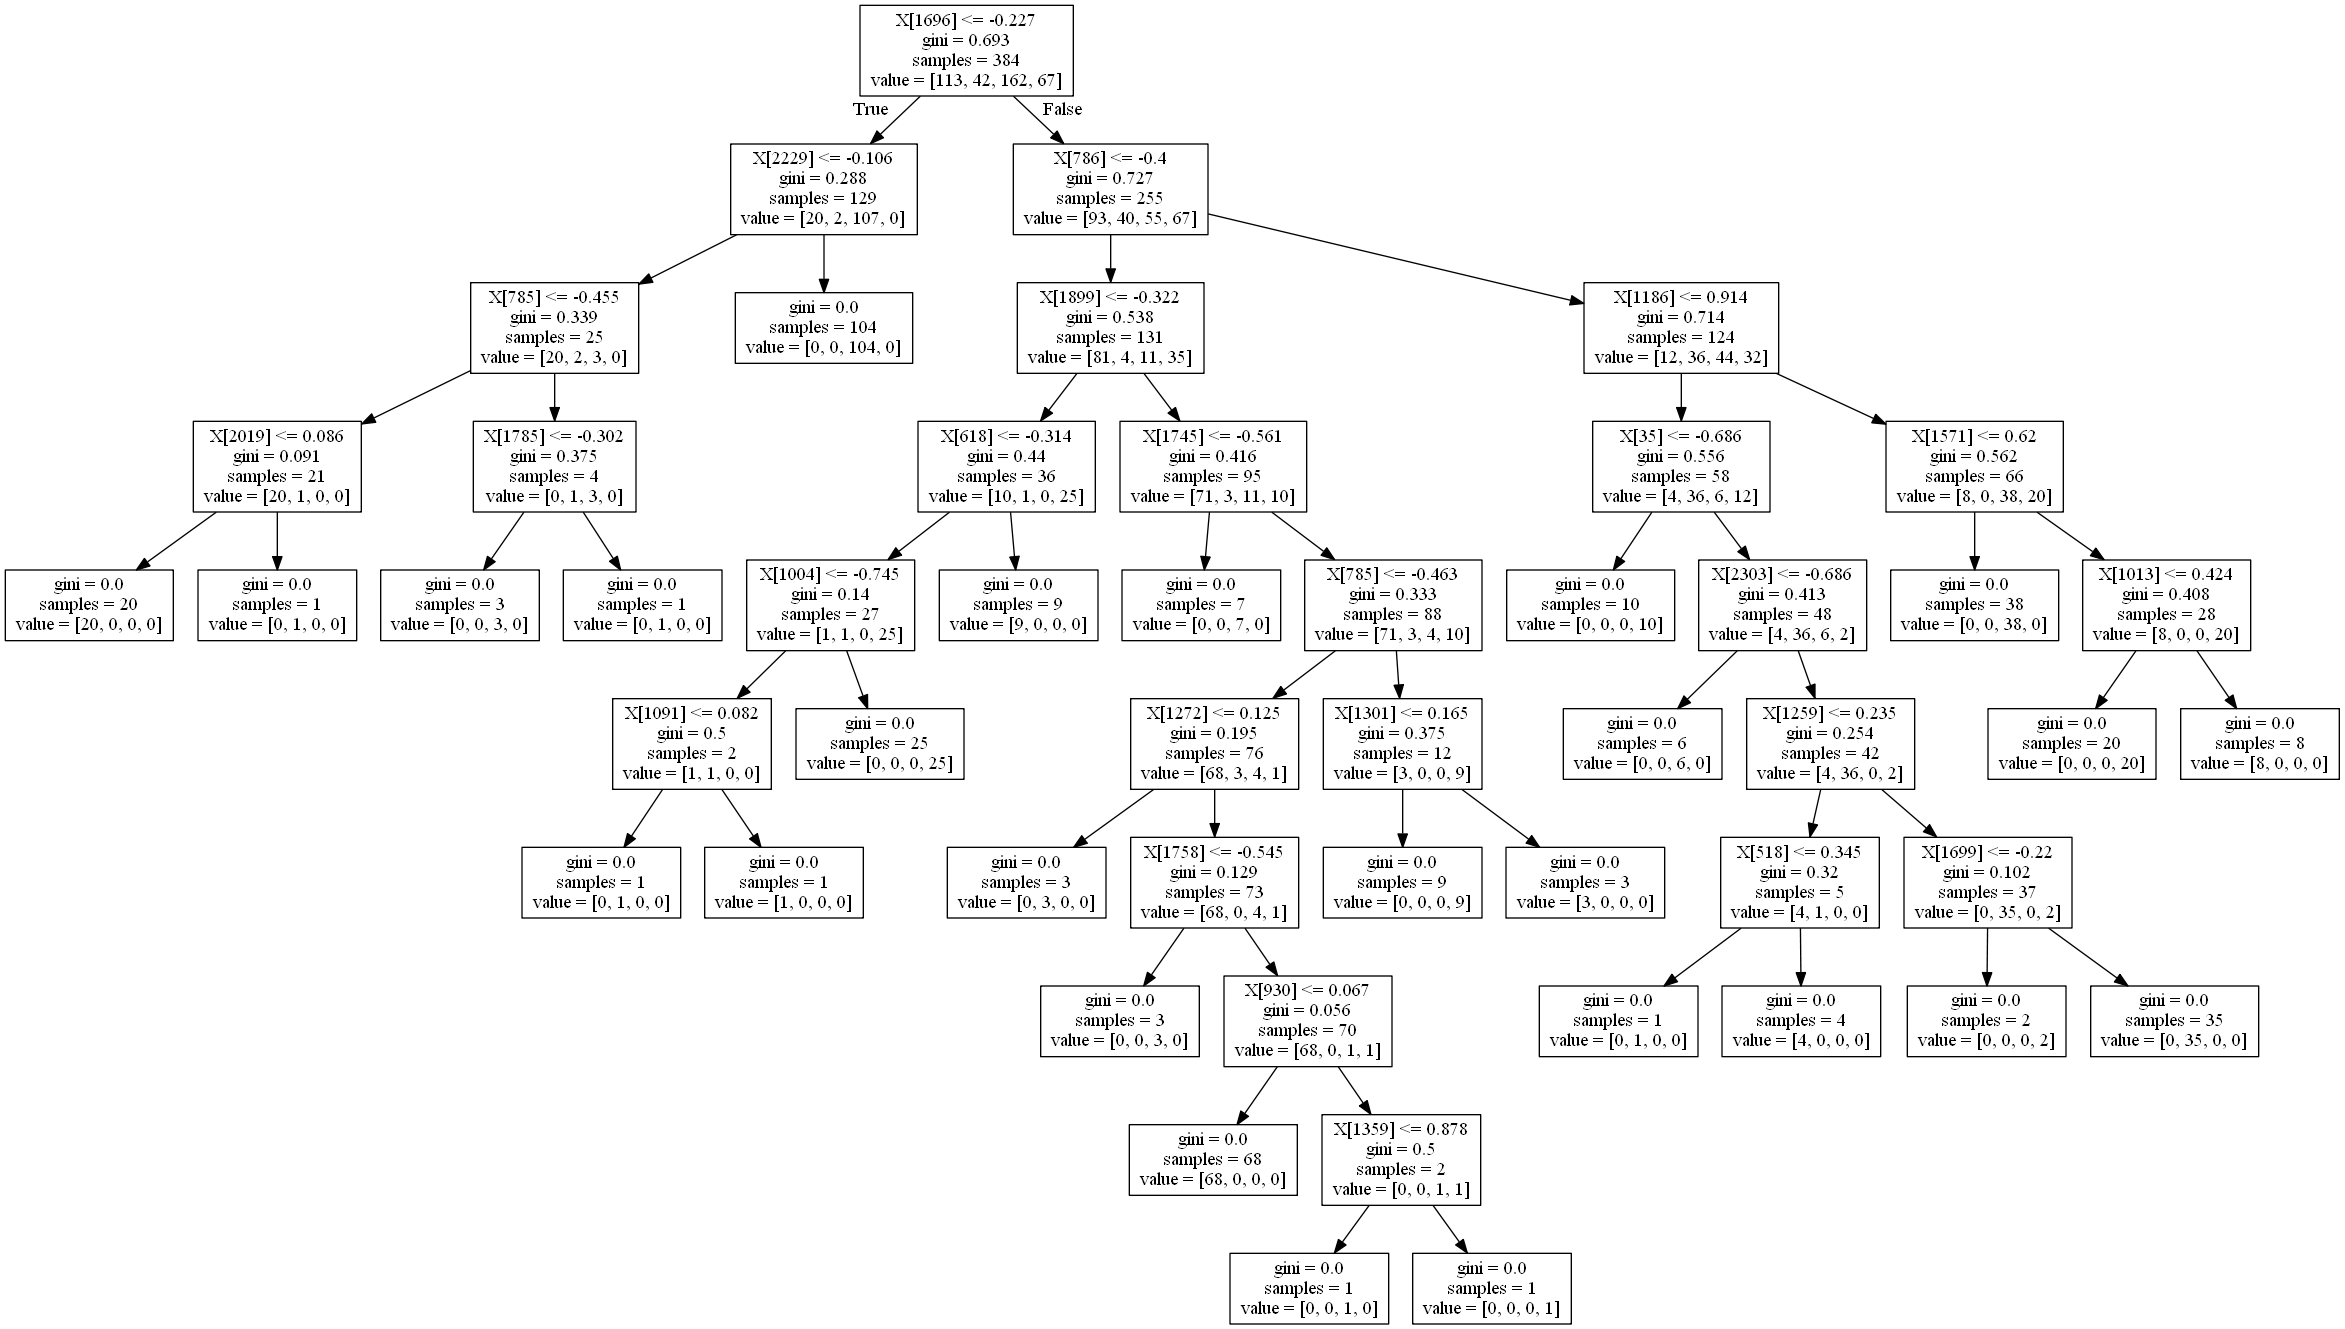 X[1696] <= -0.227
gini = 0.693
samples = 384
value = [113, 42, 162, 67]
True
False
X[2229] <= -0.106
gini = 0.288
samples = 129
value = [20, 2, 107, 0]
X[786] <= -0.4
gini = 0.727
samples = 255
value = [93, 40, 55, 67]
X[785] <= -0.455
gini = 0.339
samples = 25
value = [20, 2, 3, 0]
gini = 0.0
samples = 104
value = [0, 0, 104, 0]
X[1899] <= -0.322
gini = 0.538
samples = 131
value = [81, 4, 11, 35]
X[1186] <= 0.914
gini = 0.714
samples = 124
value = [12, 36, 44, 32]
X[2019] <= 0.086
gini = 0.091
samples = 21
value = [20, 1, 0, 0]
X[1785] <= -0.302
gini = 0.375
samples = 4
value = [0, 1, 3, 0]
X[618] <= -0.314
gini = 0.44
samples = 36
value = [10, 1, 0, 25]
X[1745] <= -0.561
gini = 0.416
samples = 95
value = [71, 3, 11, 10]
X[35] <= -0.686
gini = 0.556
samples = 58
value = [4, 36, 6, 12]
X[1571] <= 0.62
gini = 0.562
samples = 66
value = [8, 0, 38, 20]
gini = 0.0
samples = 20
value = [20, 0, 0, 0]
gini = 0.0
samples = 1
value = [0, 1, 0, 0]
gini = 0.0
samples = 3
value = [0, 0, 3, 0]
gini = 0.0
samples = 1
value = [0, 1, 0, 0]
X[1004] <= -0.745
gini = 0.14
samples = 27
value = [1, 1, 0, 25]
gini = 0.0
samples = 9
value = [9, 0, 0, 0]
gini = 0.0
samples = 7
value = [0, 0, 7, 0]
X[785] <= -0.463
gini = 0.333
samples = 88
value = [71, 3, 4, 10]
gini = 0.0
samples = 10
value = [0, 0, 0, 10]
X[2303] <= -0.686
gini = 0.413
samples = 48
value = [4, 36, 6, 2]
gini = 0.0
samples = 38
value = [0, 0, 38, 0]
X[1013] <= 0.424
gini = 0.408
samples = 28
value = [8, 0, 0, 20]
X[1091] <= 0.082
gini = 0.5
samples = 2
value = [1, 1, 0, 0]
gini = 0.0
samples = 25
value = [0, 0, 0, 25]
X[1272] <= 0.125
gini = 0.195
samples = 76
value = [68, 3, 4, 1]
X[1301] <= 0.165
gini = 0.375
samples = 12
value = [3, 0, 0, 9]
gini = 0.0
samples = 6
value = [0, 0, 6, 0]
X[1259] <= 0.235
gini = 0.254
samples = 42
value = [4, 36, 0, 2]
gini = 0.0
samples = 20
value = [0, 0, 0, 20]
gini = 0.0
samples = 8
value = [8, 0, 0, 0]
gini = 0.0
samples = 1
value = [0, 1, 0, 0]
gini = 0.0
samples = 1
value = [1, 0, 0, 0]
gini = 0.0
samples = 3
value = [0, 3, 0, 0]
X[1758] <= -0.545
gini = 0.129
samples = 73
value = [68, 0, 4, 1]
gini = 0.0
samples = 9
value = [0, 0, 0, 9]
gini = 0.0
samples = 3
value = [3, 0, 0, 0]
X[518] <= 0.345
gini = 0.32
samples = 5
value = [4, 1, 0, 0]
X[1699] <= -0.22
gini = 0.102
samples = 37
value = [0, 35, 0, 2]
gini = 0.0
samples = 3
value = [0, 0, 3, 0]
X[930] <= 0.067
gini = 0.056
samples = 70
value = [68, 0, 1, 1]
gini = 0.0
samples = 1
value = [0, 1, 0, 0]
gini = 0.0
samples = 4
value = [4, 0, 0, 0]
gini = 0.0
samples = 2
value = [0, 0, 0, 2]
gini = 0.0
samples = 35
value = [0, 35, 0, 0]
gini = 0.0
samples = 68
value = [68, 0, 0, 0]
X[1359] <= 0.878
gini = 0.5
samples = 2
value = [0, 0, 1, 1]
gini = 0.0
samples = 1
value = [0, 0, 1, 0]
gini = 0.0
samples = 1
value = [0, 0, 0, 1]